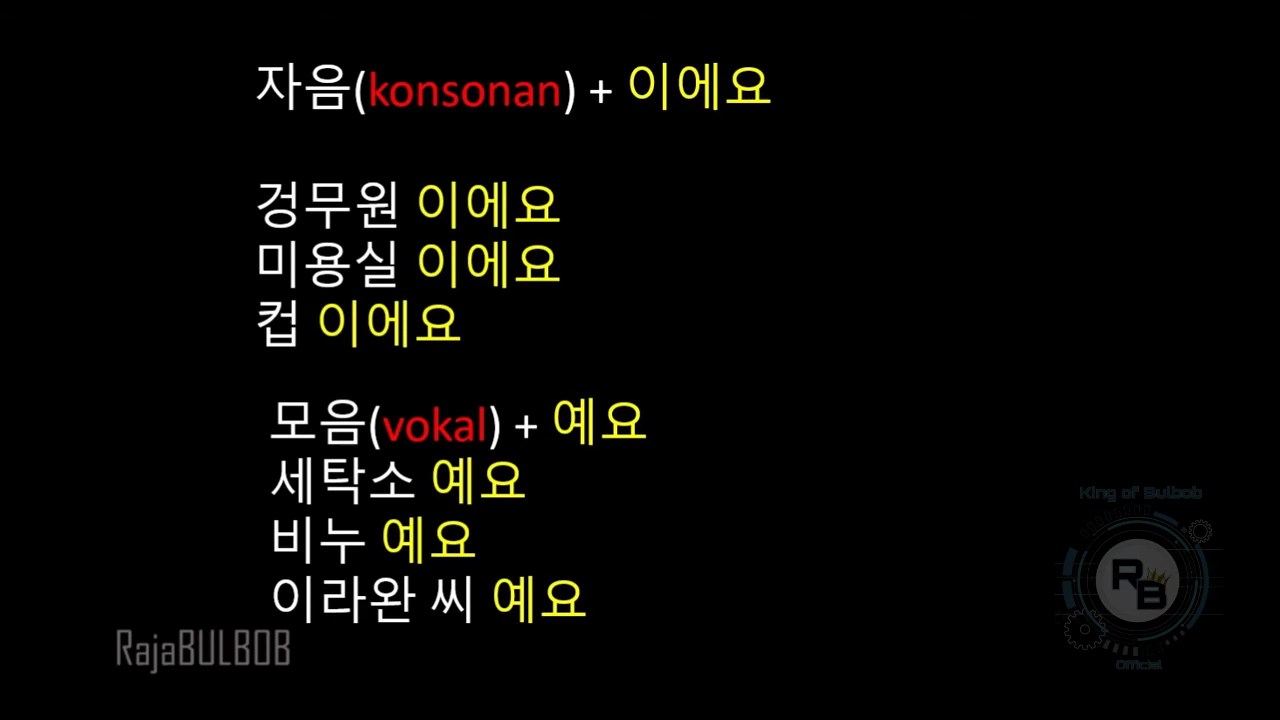 자음(konsonan) + 이에요
겅무원 이에요
미용실 이에요
컵 이에요
모음(vokal) + 예요
세탁소 예요
비누 예요
이라완 씨 예요
RajaBULBOB
King of Bulbob
RB
Official